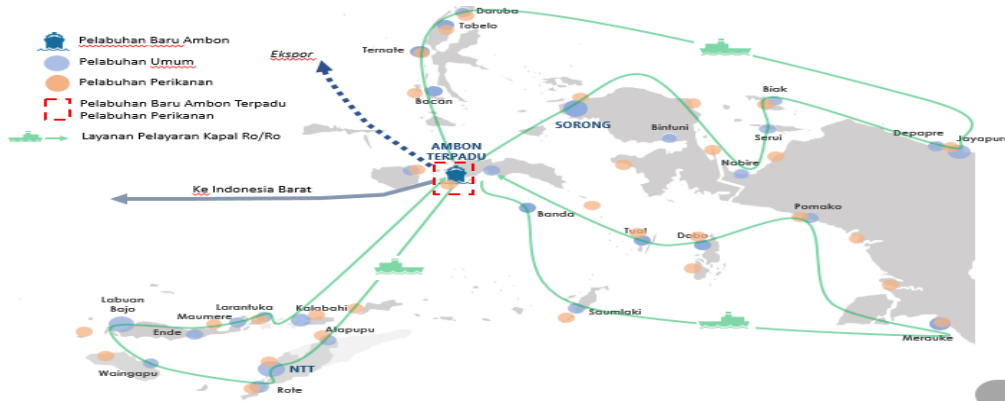 Pelabuhan Baru Ambon
Pelabuhan Umum
Pelabuhan Perikanan
Pelabuhan Baru Ambon Terpadu
Pelabuhan Perikanan
Layanan Pelayaran Kapal Ro/Ro
Ekspor
Ke Indonesia Barat
Daruba
Tobelo
Ternate
Bacan
AMBON
TERPADU
SORONG
Bintuni
Biak
Serui
Nabire
Depapre
Jayapura
Banda
Tual
Dobo
Pomako
Saumlaki
Merauke
Labuan
Bajo
Maumere
Larantuka
Kalabahi
Ende
Atapupu
Waingapu
NTT
Rote